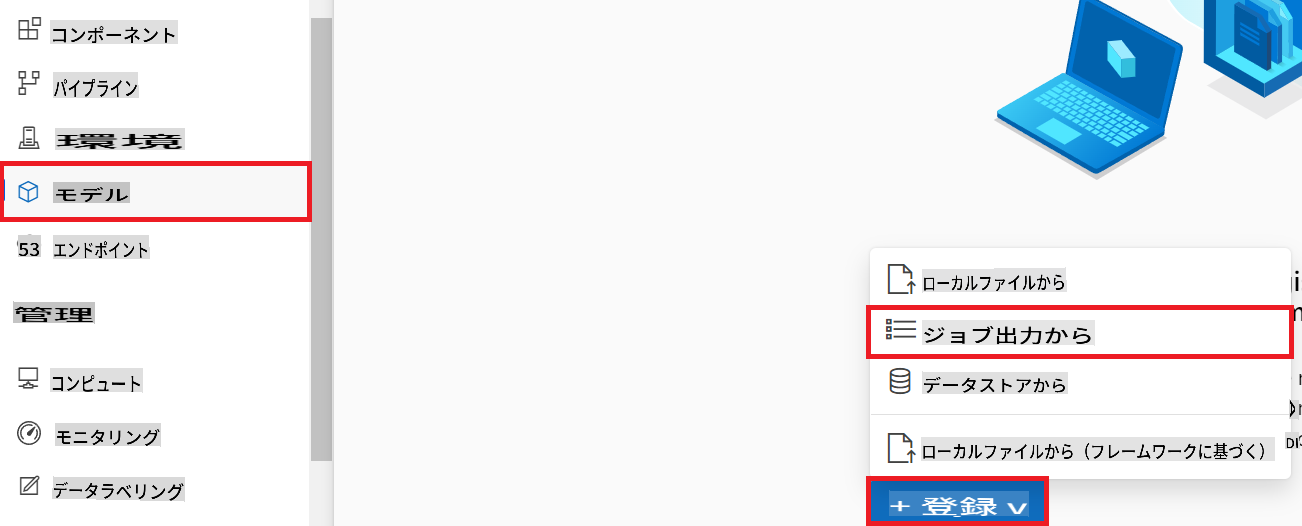 コンポーネント
パイプライン
環境
モデル
53 エンドポイント
管理
コンピュート
モニタリング
データラベリング
ローカルファイルから
ジョブ出力から
データストアから
ローカルファイルから（フレームワークに基づく）
+ 登録 ∨